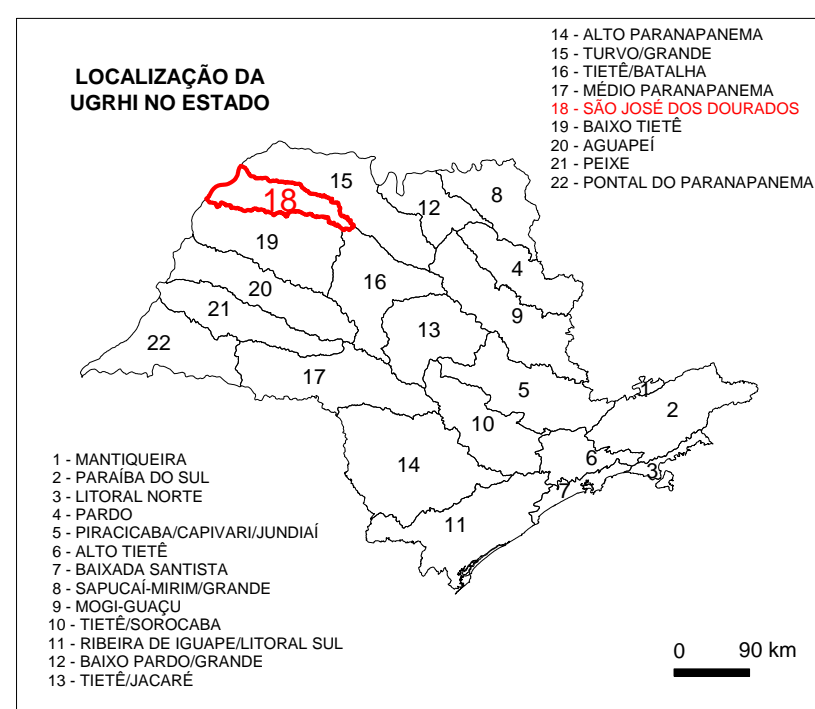 LOCALIZAÇÃO DA
UGRHI NO ESTADO
14 - ALTO PARANAPANEMA
15 - TURVO/GRANDE
16 - TIETÊ/BATALHA
17 - MÉDIO PARANAPANEMA
18 - SÃO JOSÉ DOS DOURADOS
19 - BAIXO TIETÊ
20 - AGUAPEÍ
21 - PEIXE
22 - PONTAL DO PARANAPANEMA
15
18
12
8
19
4
16
20
9
21
13
22
17
5
1
2
10
14
6
3
7
11
1 - MANTIQUEIRA
2 - PARAÍBA DO SUL
3 - LITORAL NORTE
4 - PARDO
5 - PIRACICABA/CAPIVARI/JUNDIAÍ
6 - ALTO TIETÊ
7 - BAIXADA SANTISTA
8 - SAPUCAÍ-MIRIM/GRANDE
9 - MOGI-GUAÇU
10 - TIETÊ/SOROCABA
11 - RIBEIRA DE IGUAPE/LITORAL SUL
12 - BAIXO PARDO/GRANDE
13 - TIETÊ/JACARÉ
0 90 km